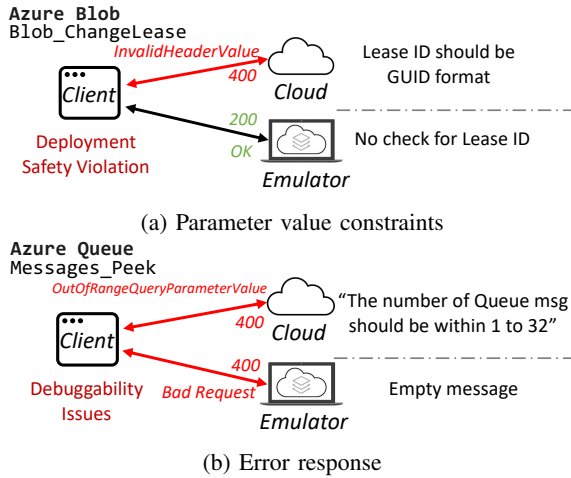 Azure Blob
Blob_ChangeLease
InvalidHeaderValue
400
Client
Cloud
Lease ID should be
GUID format
200
OK
Deployment
Safety Violation
Emulator
No check for Lease ID
(a) Parameter value constraints
Azure Queue
Messages_Peek
OutOfRangeQueryParameterValue
400
Client
Cloud
“The number of Queue msg
should be within 1 to 32”
400
Bad Request
Debuggability
Issues
Emulator
Empty message
(b) Error response